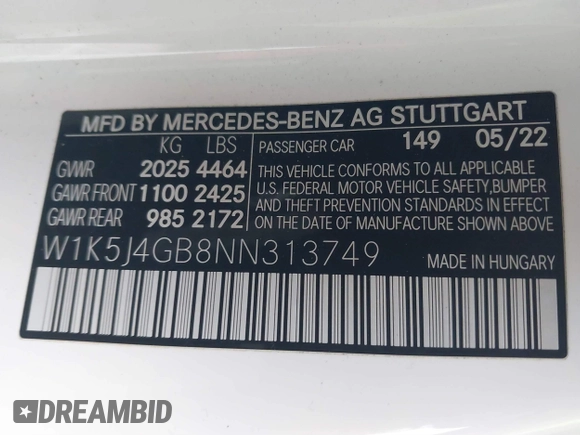 MFD BY MERCEDES-BENZ AG STUTTGART
KG LBS PASSENGER CAR 149 05/22
GVWR 2025 4464 THIS VEHICLE CONFORMS TO ALL APPLICABLE
GAWR FRONT 1100 2425 U.S. FEDERAL MOTOR VEHICLE SAFETY, BUMPER
AND THEFT PREVENTION STANDARDS IN EFFECT
GAWR REAR 985 2172 ON THE DATE OF MANUFACTURE SHOWN ABOVE.
W1K5J4GB8NN313749 MADE IN HUNGARY
DREAMBID